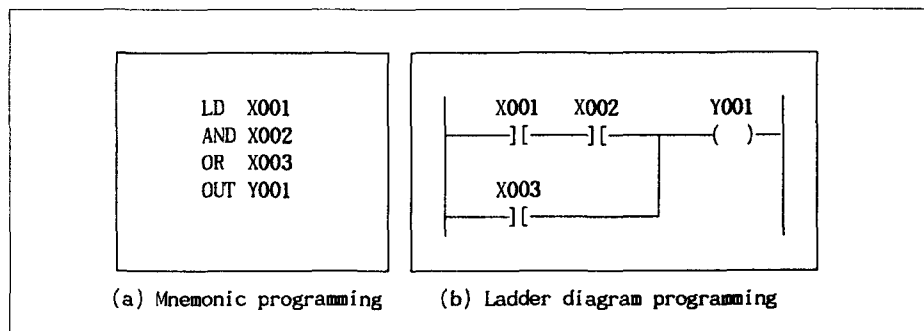 LD X001
AND X002
OR X003
OUT Y001
X001 X002 Y001
] [ ] [ ( )
X003
] [
(a) Mnemonic programming (b) Ladder diagram programming